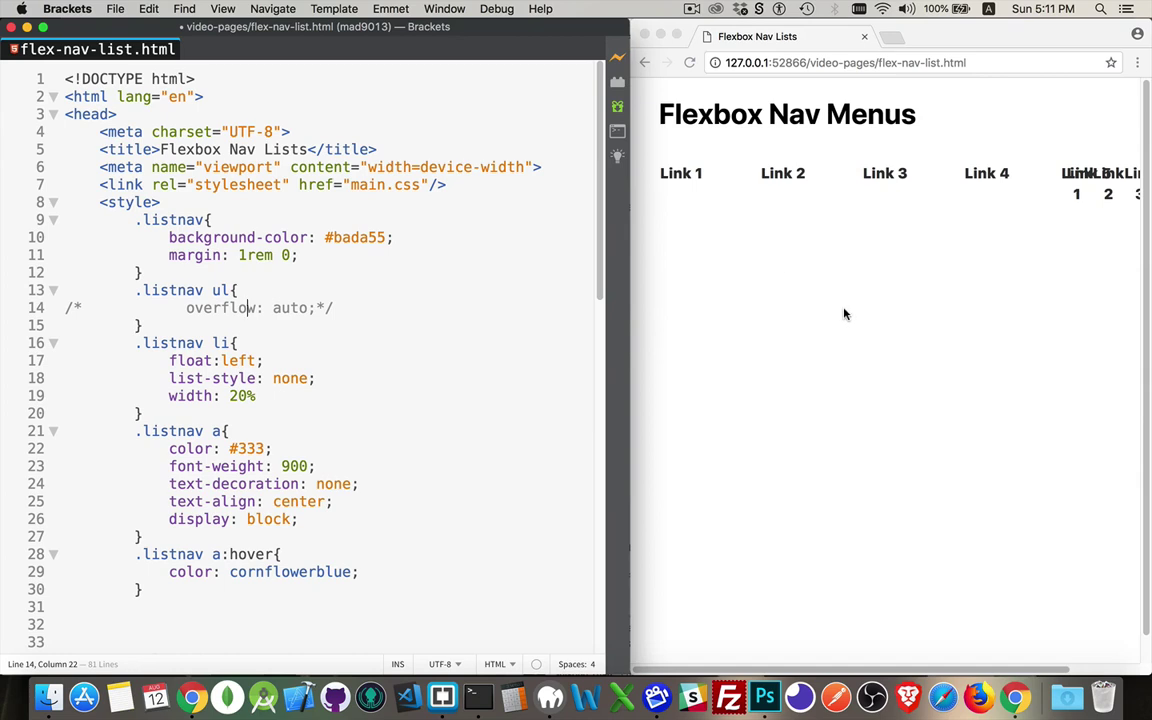 Brackets File Edit Find View Navigate Template Emmet Window Debug Help 100% Sun 5:11 PM
• video-pages/flex-nav-list.html (mad9013) — Brackets
flex-nav-list.html
1 <!DOCTYPE html>
2 <html lang="en">
3 <head>
4 <meta charset="UTF-8">
5 <title>Flexbox Nav Lists</title>
6 <meta name="viewport" content="width=device-width">
7 <link rel="stylesheet" href="main.css"/>
8 <style>
9 .listnav{
10 background-color: #bada55;
11 margin: 1rem 0;
12 }
13 .listnav ul{
14 /* overflow: auto;*/
15 }
16 .listnav li{
17 float:left;
18 list-style: none;
19 width: 20%
20 }
21 .listnav a{
22 color: #333;
23 font-weight: 900;
24 text-decoration: none;
25 text-align: center;
26 display: block;
27 }
28 .listnav a:hover{
29 color: cornflowerblue;
30 }
31
32
33
Line 14, Column 22 — 81 Lines INS UTF-8 HTML Spaces: 4
Flexbox Nav Lists
127.0.0.1:52866/video-pages/flex-nav-list.html
Flexbox Nav Menus
Link 1 Link 2 Link 3 Link 4
1 2 3
AUG 12